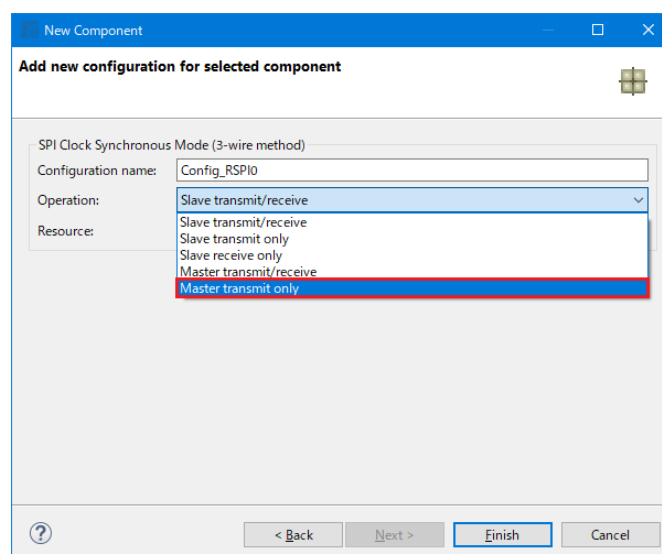 New Component
Add new configuration for selected component
SPI Clock Synchronous Mode (3-wire method)
Configuration name: Config_RSPI0
Operation: Slave transmit/receive
Resource:
Slave transmit/receive
Slave transmit only
Slave receive only
Master transmit/receive
Master transmit only
? < Back Next > Finish Cancel